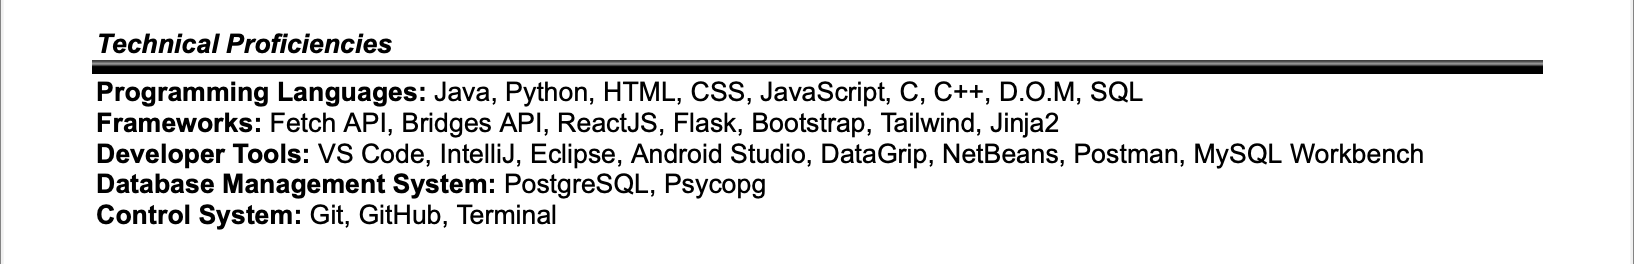 Technical Proficiencies
Programming Languages: Java, Python, HTML, CSS, JavaScript, C, C++, D.O.M, SQL
Frameworks: Fetch API, Bridges API, ReactJS, Flask, Bootstrap, Tailwind, Jinja2
Developer Tools: VS Code, IntelliJ, Eclipse, Android Studio, DataGrip, NetBeans, Postman, MySQL Workbench
Database Management System: PostgreSQL, Psycopg
Control System: Git, GitHub, Terminal